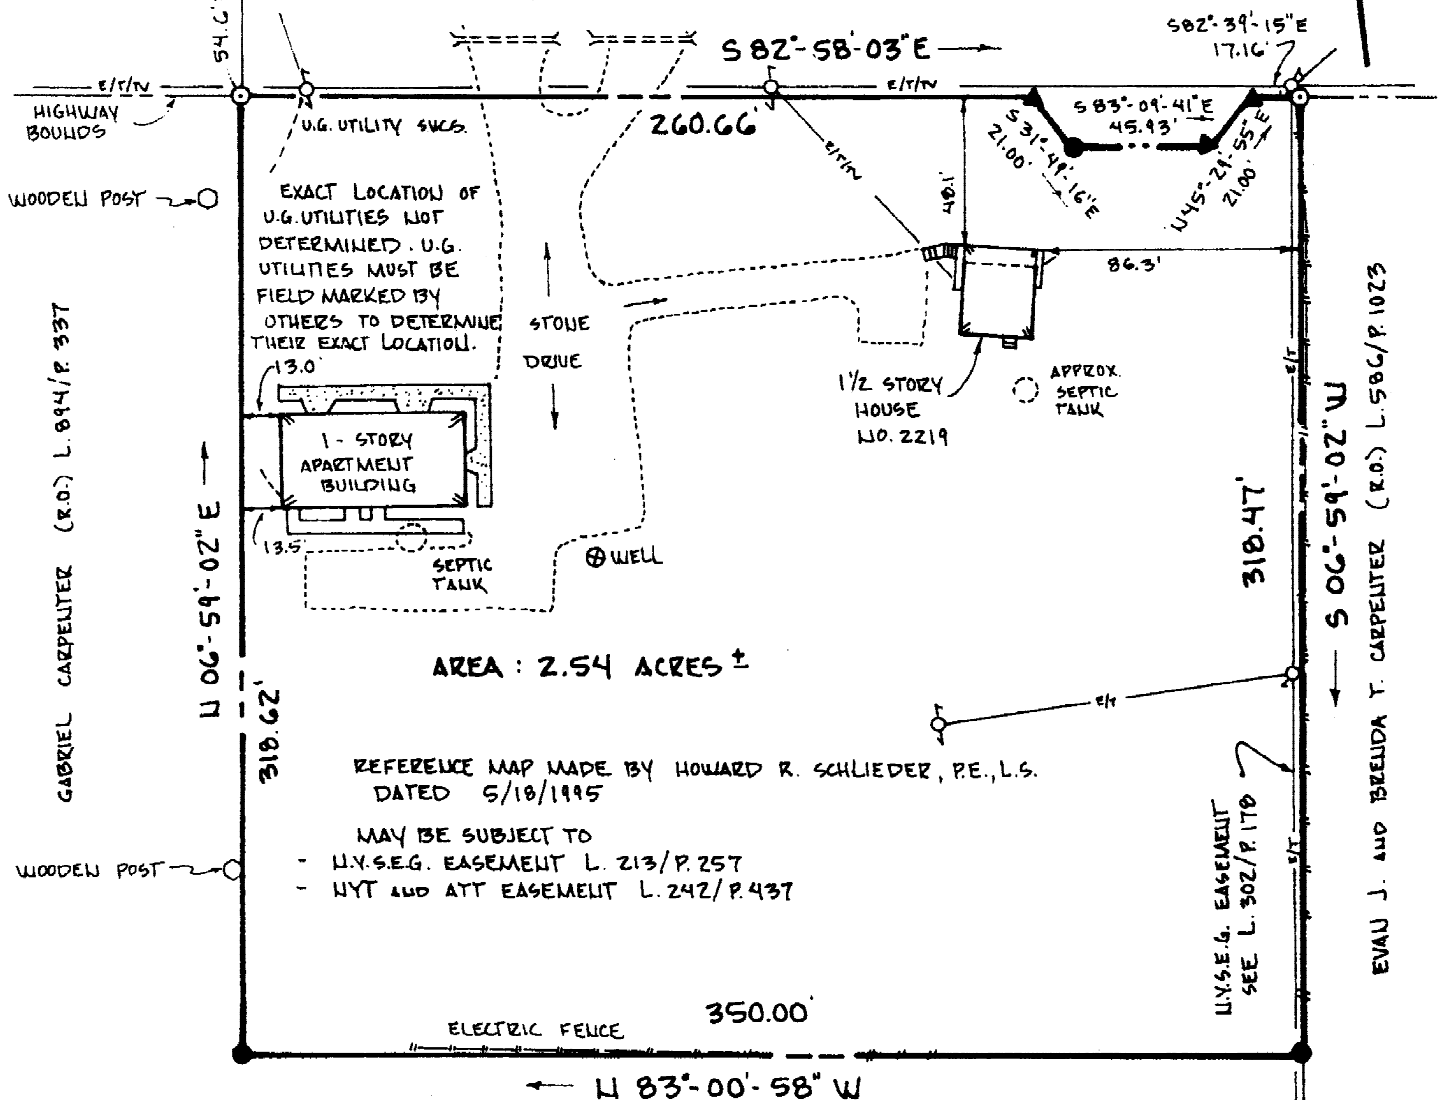 54.6'
S 82°-58'-03" E
S82°-39'-15"E
17.16'
E/T/TV
E/T/TV
HIGHWAY
BOUNDS
U.G. UTILITY SVCS.
260.66'
E/T/TV
S 83°-09'-41" E
45.93'
S 31°-49'-16" E
21.00'
N 45°-29'-55" E
21.00'
WOODEN POST
EXACT LOCATION OF
U.G. UTILITIES NOT
DETERMINED. U.G.
UTILITIES MUST BE
FIELD MARKED BY
OTHERS TO DETERMINE
THEIR EXACT LOCATION.
48.1'
86.3'
STONE
DRIVE
13.0'
1 1/2 STORY
HOUSE
NO. 2219
APPROX.
SEPTIC
TANK
E/T
1 - STORY
APARTMENT
BUILDING
13.5'
SEPTIC
TANK
WELL
GABRIEL CARPENTER (R.O.) L. 894/P. 337
N 06°-59'-02" E
318.62'
318.47'
S 06°-59'-02" W
EVAN J. AND BRENDA T. CARPENTER (R.O.) L. 586/P. 1023
AREA : 2.54 ACRES ±
E/T
REFERENCE MAP MADE BY HOWARD R. SCHLIEDER, P.E., L.S.
DATED 5/18/1995
MAY BE SUBJECT TO
- N.Y.S.E.G. EASEMENT L. 213/P. 257
- NYT AND ATT EASEMENT L. 242/P. 437
WOODEN POST
N.Y.S.E.G. EASEMENT
SEE L. 302/P. 178
E/T
350.00'
ELECTRIC FENCE
N 83°-00'-58" W